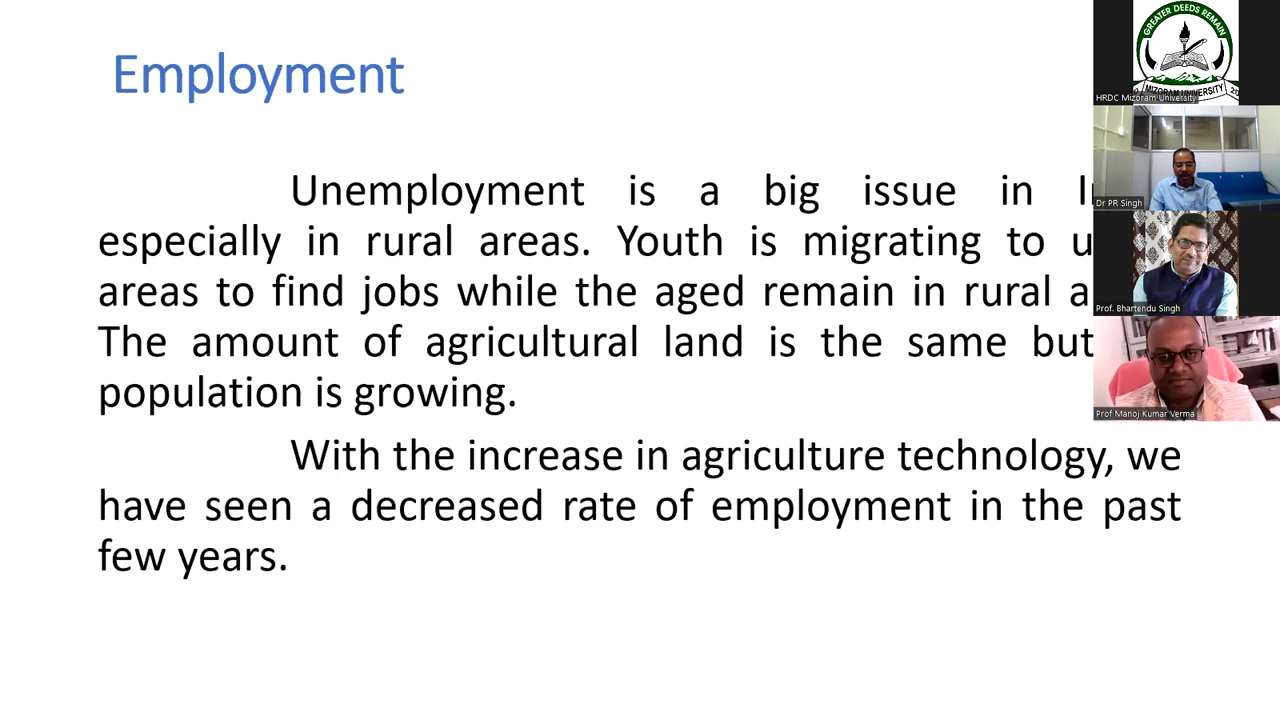 Employment
Unemployment is a big issue in
especially in rural areas. Youth is migrating to
areas to find jobs while the aged remain in rural
The amount of agricultural land is the same but
population is growing.
With the increase in agriculture technology, we
have seen a decreased rate of employment in the past
few years.
GREATER DEEDS REMAIN
MIZORAM UNIVERSITY
HRDC Mizoram University
Dr PR Singh
Prof. Bhartendu Singh
Prof Manoj Kumar Verma